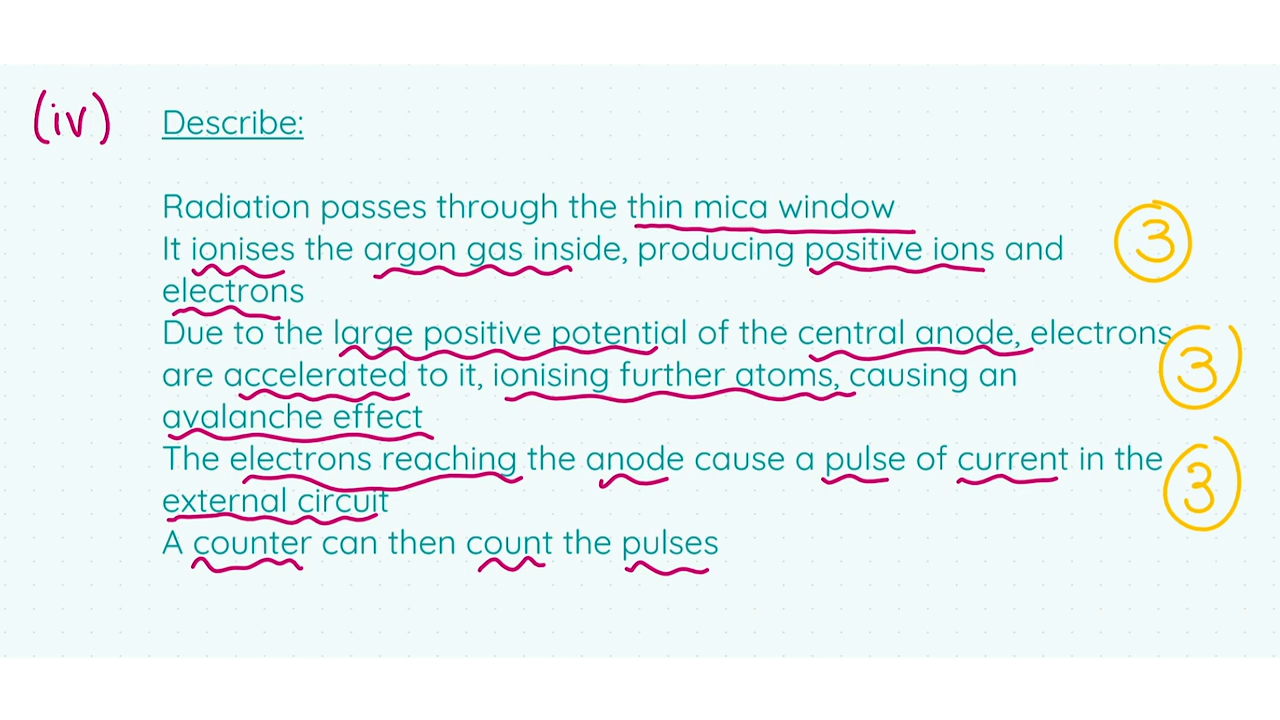 (iv) Describe:
Radiation passes through the thin mica window
It ionises the argon gas inside, producing positive ions and 3
electrons
Due to the large positive potential of the central anode, electrons
are accelerated to it, ionising further atoms, causing an 3
avalanche effect
The electrons reaching the anode cause a pulse of current in the 3
external circuit
A counter can then count the pulses